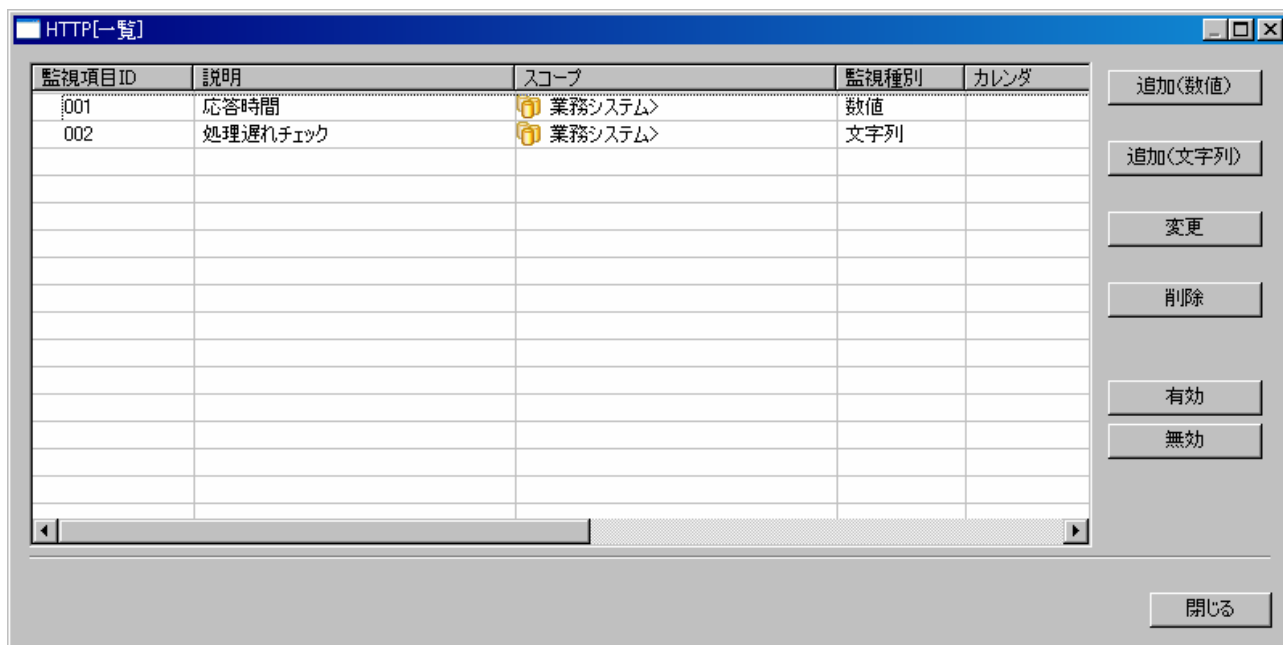 HTTP[一覧]
監視項目ID 説明 スコープ 監視種別 カレンダ
001 応答時間 業務システム> 数値
002 処理遅れチェック 業務システム> 文字列
追加(数値)
追加(文字列)
変更
削除
有効
無効
閉じる